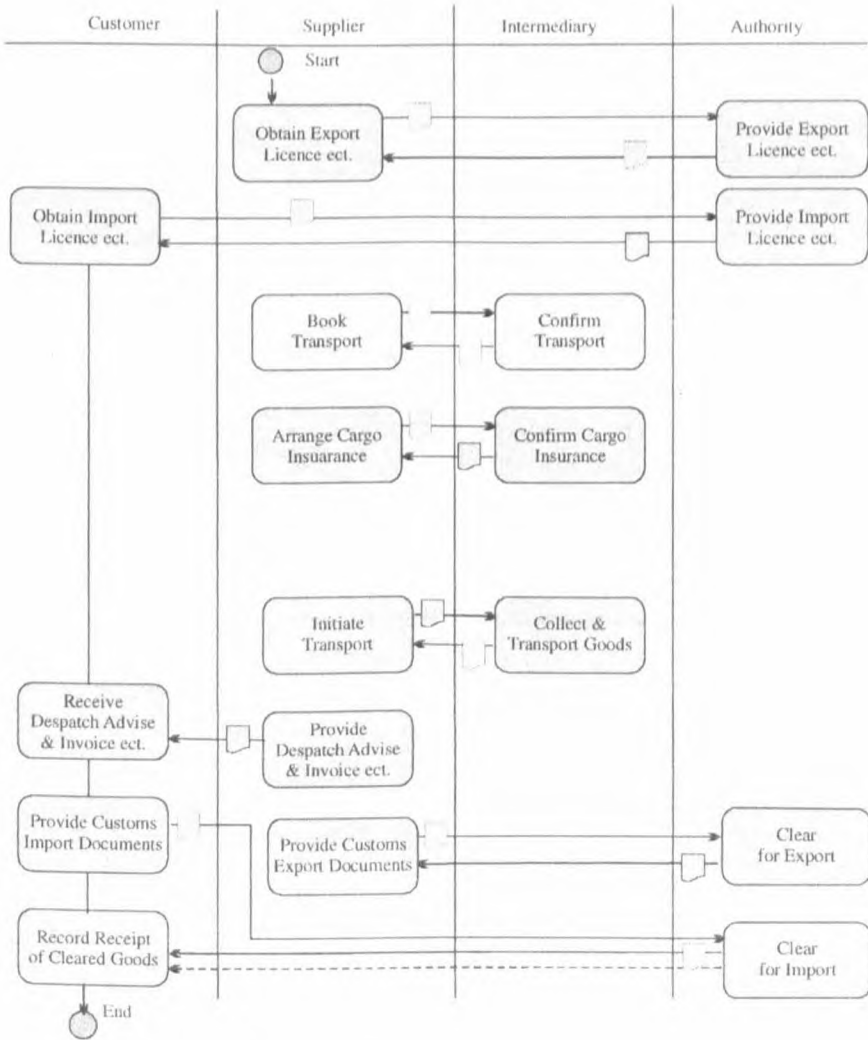 Customer
Supplier
Intermediary
Authority
Start
Obtain Export
Licence ect.
Provide Export
Licence ect.
Obtain Import
Licence ect.
Provide Import
Licence ect.
Book
Transport
Confirm
Transport
Arrange Cargo
Insuarance
Confirm Cargo
Insurance
Initiate
Transport
Collect &
Transport Goods
Receive
Despatch Advise
& Invoice ect.
Provide
Despatch Advise
& Invoice ect.
Provide Customs
Import Documents
Provide Customs
Export Documents
Clear
for Export
Record Receipt
of Cleared Goods
Clear
for Import
End